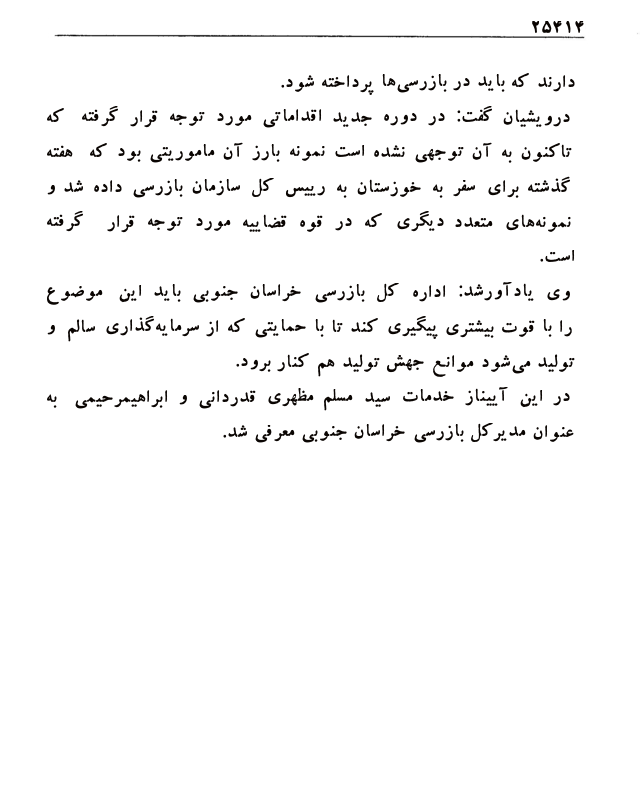 ۲۵۴۱۴
دارند که باید در بازرسی‌ها پرداخته شود.
درویشیان گفت: در دوره جدید اقداماتی مورد توجه قرار گرفته که
تاکنون به آن توجهی نشده است نمونه بارز آن ماموریتی بود که هفته
گذشته برای سفر به خوزستان به رییس کل سازمان بازرسی داده شد و
نمونه‌های متعدد دیگری که در قوه قضاییه مورد توجه قرار گرفته
است.
وی یادآورشد: اداره کل بازرسی خراسان جنوبی باید این موضوع
را با قوت بیشتری پیگیری کند تا با حمایتی که از سرمایه‌گذاری سالم و
تولید می‌شود موانع جهش تولید هم کنار برود.
در این آییناز خدمات سید مسلم مظهری قدردانی و ابراهیمرحیمی به
عنوان مدیرکل بازرسی خراسان جنوبی معرفی شد.